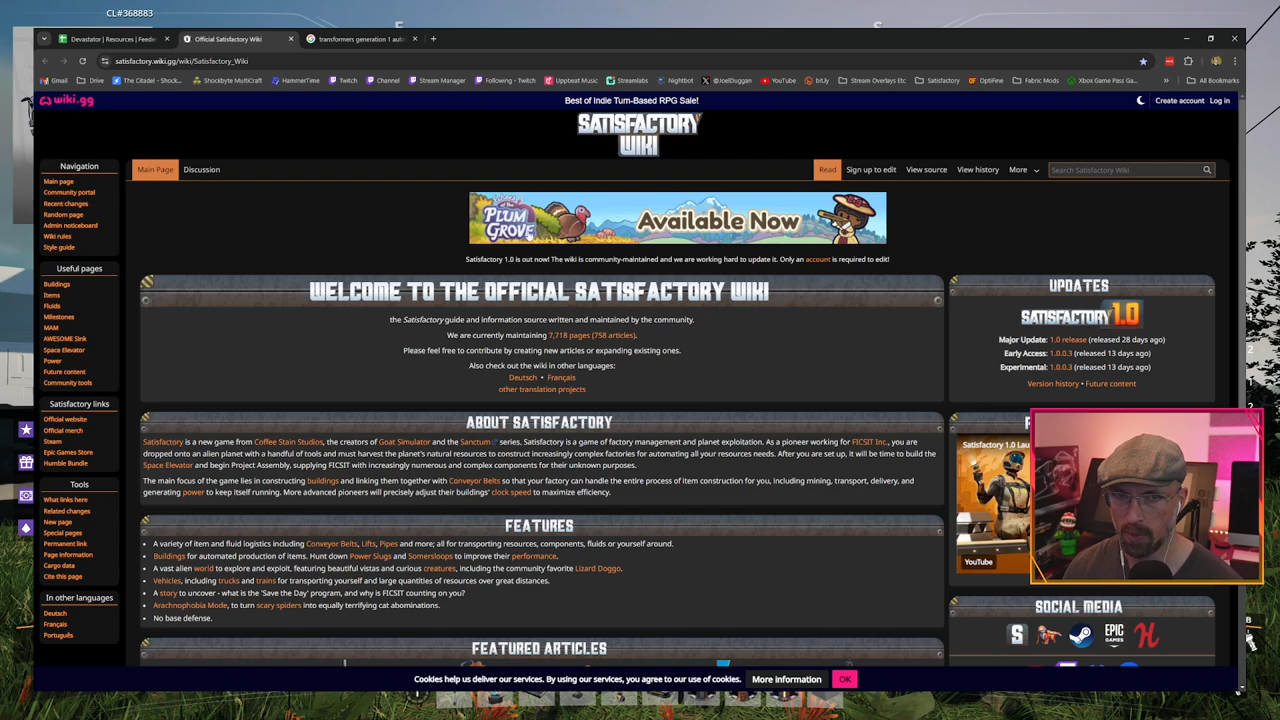 CL#368883
Devastator | Resources | Feede
Official Satisfactory Wiki
transformers generation 1 auto
satisfactory.wiki.gg/wiki/Satisfactory_Wiki
Gmail
Drive
The Citadel - Shock...
Shockbyte MultiCraft
HammerTime
Twitch
Channel
Stream Manager
Following - Twitch
Uppbeat Music
Streamlabs
Nightbot
@JoelDuggan
YouTube
bit.ly
Stream Overlays Etc
Satisfactory
OptiFine
Fabric Mods
Xbox Game Pass Ga...
All Bookmarks
wiki.gg
Best of Indie Turn-Based RPG Sale!
Create account
Log in
SATISFACTORY
WIKI
Main Page
Discussion
Read
Sign up to edit
View source
View history
More
Search Satisfactory Wiki
Navigation
Main page
Community portal
Recent changes
Random page
Admin noticeboard
Wiki rules
Style guide
Useful pages
Buildings
Items
Fluids
Milestones
MAM
AWESOME Sink
Space Elevator
Power
Future content
Community tools
Satisfactory links
Official website
Official merch
Steam
Epic Games Store
Humble Bundle
Tools
What links here
Related changes
New page
Special pages
Permanent link
Page information
Cargo data
Cite this page
In other languages
Deutsch
Français
Português
PLUM
GROVE
Available Now
Satisfactory 1.0 is out now! The wiki is community-maintained and we are working hard to update it. Only an account is required to edit!
WELCOME TO THE OFFICIAL SATISFACTORY WIKI
the Satisfactory guide and information source written and maintained by the community.
We are currently maintaining 7,718 pages (758 articles).
Please feel free to contribute by creating new articles or expanding existing ones.
Also check out the wiki in other languages:
Deutsch • Français
other translation projects
ABOUT SATISFACTORY
Satisfactory is a new game from Coffee Stain Studios, the creators of Goat Simulator and the Sanctum series. Satisfactory is a game of factory management and planet exploitation. As a pioneer working for FICSIT Inc., you are
dropped onto an alien planet with a handful of tools and must harvest the planet's natural resources to construct increasingly complex factories for automating all your resources needs. After you are set up, it will be time to build the
Space Elevator and begin Project Assembly, supplying FICSIT with increasingly numerous and complex components for their unknown purposes.
The main focus of the game lies in constructing buildings and linking them together with Conveyor Belts so that your factory can handle the entire process of item construction for you, including mining, transport, delivery, and
generating power to keep itself running. More advanced pioneers will precisely adjust their buildings' clock speed to maximize efficiency.
FEATURES
• A variety of item and fluid logistics including Conveyor Belts, Lifts, Pipes and more; all for transporting resources, components, fluids or yourself around.
• Buildings for automated production of items. Hunt down Power Slugs and Somersloops to improve their performance.
• A vast alien world to explore and exploit, featuring beautiful vistas and curious creatures, including the community favorite Lizard Doggo.
• Vehicles, including trucks and trains for transporting yourself and large quantities of resources over great distances.
• A story to uncover - what is the 'Save the Day' program, and why is FICSIT counting on you?
• Arachnophobia Mode, to turn scary spiders into equally terrifying cat abominations.
• No base defense.
FEATURED ARTICLES
UPDATES
SATISFACTORY 1.0
Major Update: 1.0 release (released 28 days ago)
Early Access: 1.0.0.3 (released 13 days ago)
Experimental: 1.0.0.3 (released 13 days ago)
Version history • Future content
Satisfactory 1.0 Lau
YouTube
SOCIAL MEDIA
EPIC
GAMES
Cookies help us deliver our services. By using our services, you agree to our use of cookies.
More information
OK